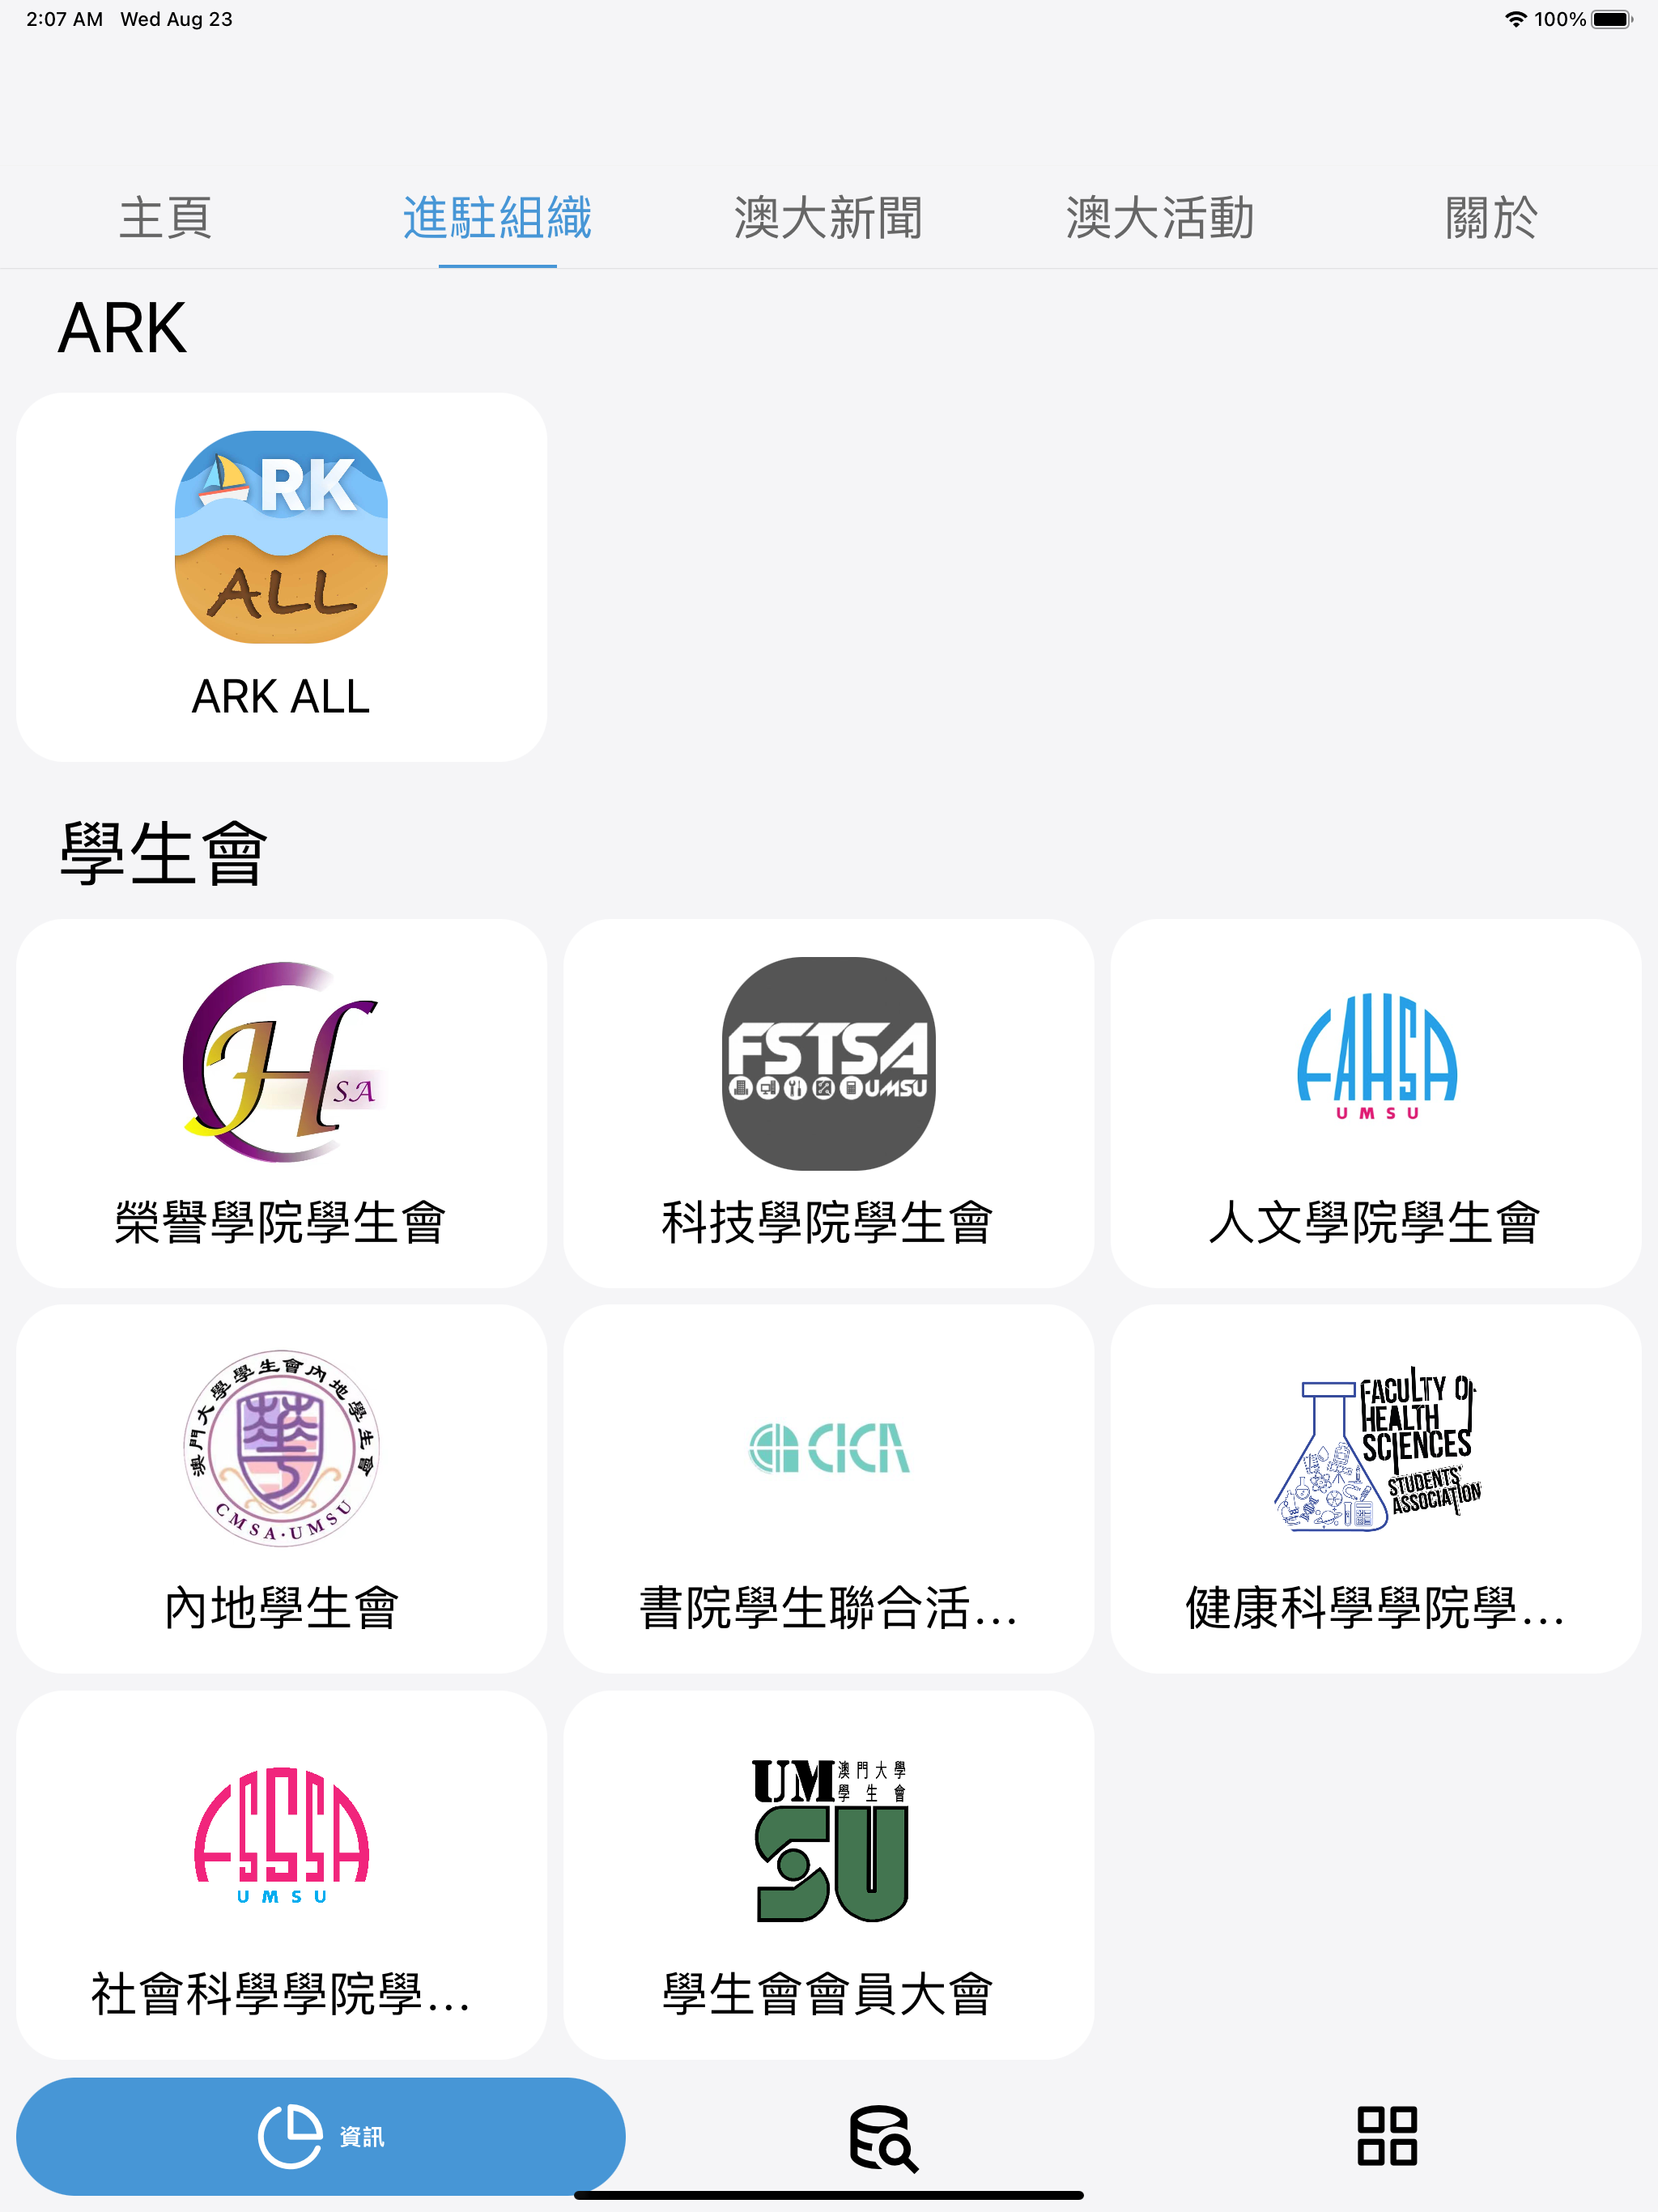 2:07 AM Wed Aug 23
100%
主頁 進駐組織 澳大新聞 澳大活動 關於
ARK
ARK
ALL
ARK ALL
學生會
H SA
FSTSA
UMSU
FAHSA
UMSU
榮譽學院學生會 科技學院學生會 人文學院學生會
澳門大學學生會內地學生會
CMSA·UMSU
CICA
FACULTY OF
HEALTH
SCIENCES
STUDENTS'
ASSOCIATION
內地學生會 書院學生聯合活... 健康科學學院學...
FSSSA
UMSU
UM 澳門大學
學生會
SU
社會科學學院學... 學生會會員大會
資訊